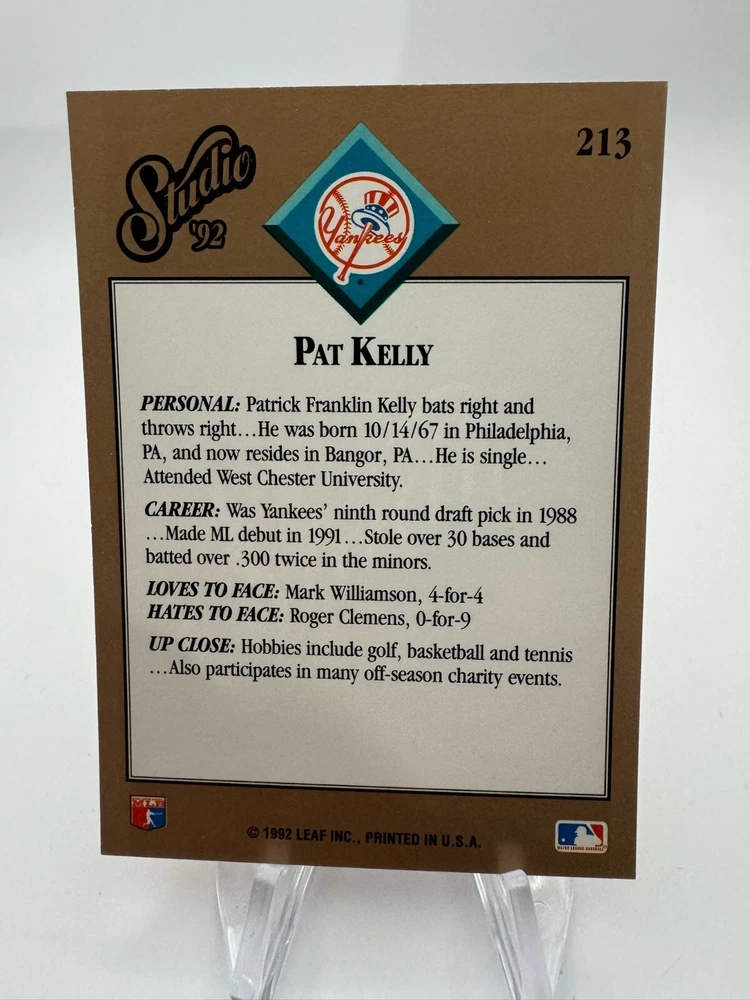 Studio
'92
213
Yankees
PAT KELLY
PERSONAL: Patrick Franklin Kelly bats right and
throws right...He was born 10/14/67 in Philadelphia,
PA, and now resides in Bangor, PA...He is single...
Attended West Chester University.
CAREER: Was Yankees' ninth round draft pick in 1988
...Made ML debut in 1991...Stole over 30 bases and
batted over .300 twice in the minors.
LOVES TO FACE: Mark Williamson, 4-for-4
HATES TO FACE: Roger Clemens, 0-for-9
UP CLOSE: Hobbies include golf, basketball and tennis
...Also participates in many off-season charity events.
© 1992 LEAF INC., PRINTED IN U.S.A.
MAJOR LEAGUE BASEBALL